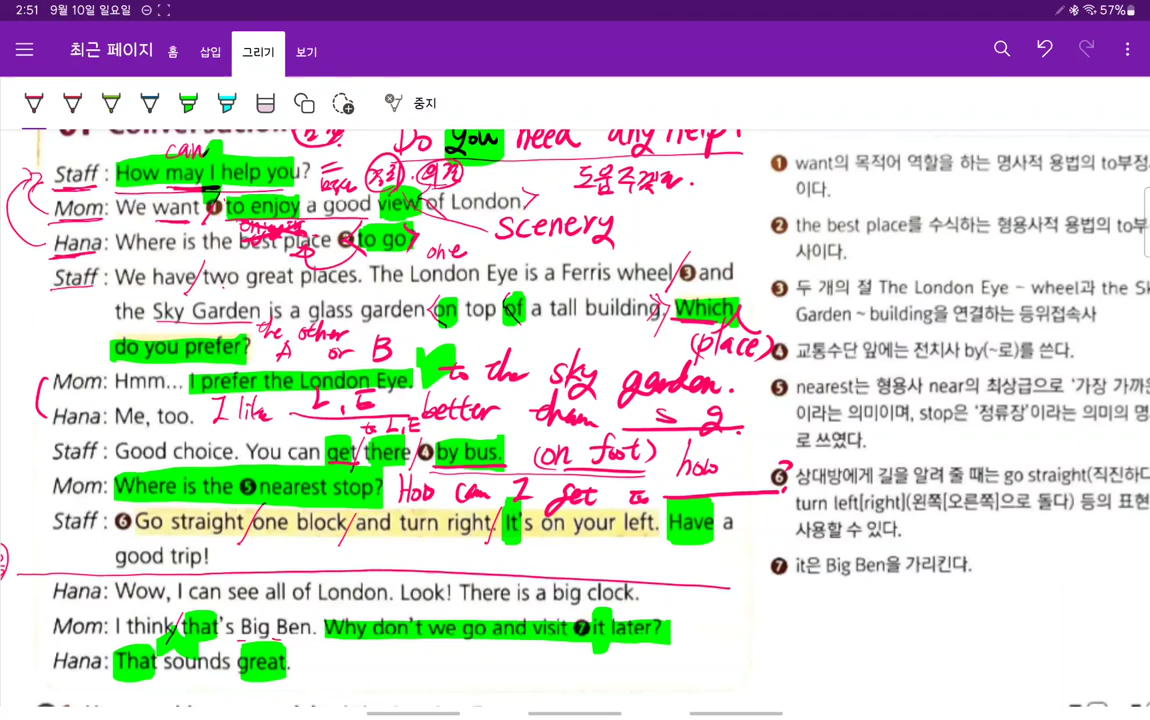 2:51 9월 10일 일요일 57%
최근 페이지 홈 삽입 그리기 보기
중지
Conversation
Do you need any help!
can
Staff : How may I help you?
도움주꺼라.
Mom: We want ❶ to enjoy a good view of London.
scenery
Hana: Where is the best place ❷ to go?
one
Staff : We have two great places. The London Eye is a Ferris wheel ❸ and
the Sky Garden is a glass garden on top of a tall building. Which
the other
(place)
do you prefer? A or B
Mom: Hmm... I prefer the London Eye. to the sky garden.
Hana: Me, too. I like L.E better than s g
to L.E
Staff : Good choice. You can get there ❹ by bus. (on foot)
Mom: Where is the ❺ nearest stop? How can I get to ?
Staff : ❻ Go straight one block and turn right. It's on your left. Have a
good trip!
Hana: Wow, I can see all of London. Look! There is a big clock.
Mom: I think that's Big Ben. Why don't we go and visit ❼ it later?
Hana: That sounds great.
❶ want의 목적어 역할을 하는 명사적 용법의 to부정
이다.
❷ the best place를 수식하는 형용사적 용법의 to부
사이다.
❸ 두 개의 절 The London Eye ~ wheel과 the Sk
Garden ~ building을 연결하는 등위접속사
❹ 교통수단 앞에는 전치사 by(~로)를 쓴다.
❺ nearest는 형용사 near의 최상급으로 '가장 가까운
이라는 의미이며, stop은 '정류장'이라는 의미의 명
로 쓰였다.
❻ 상대방에게 길을 알려 줄 때는 go straight(직진하다
turn left[right](왼쪽[오른쪽]으로 돌다) 등의 표현
사용할 수 있다.
❼ it은 Big Ben을 가리킨다.